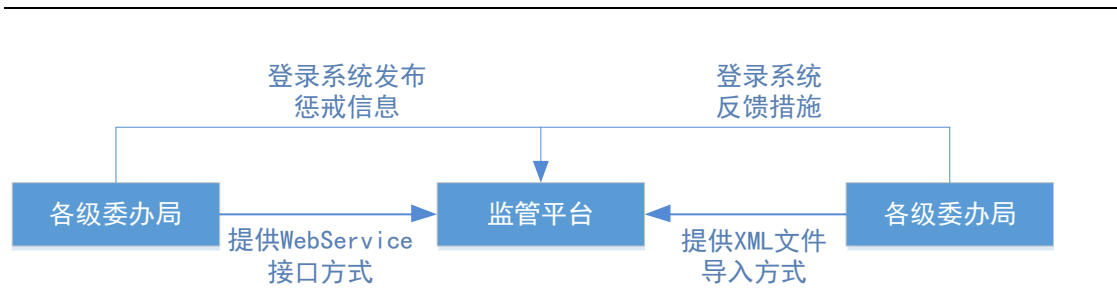 登录系统发布
惩戒信息
登录系统
反馈措施
各级委办局
监管平台
各级委办局
提供WebService
接口方式
提供XML文件
导入方式